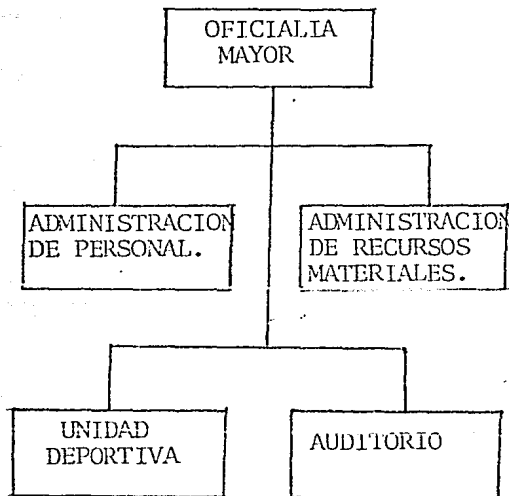 OFICIALIA
MAYOR
ADMINISTRACION
DE PERSONAL.
ADMINISTRACION
DE RECURSOS
MATERIALES.
UNIDAD
DEPORTIVA
AUDITORIO